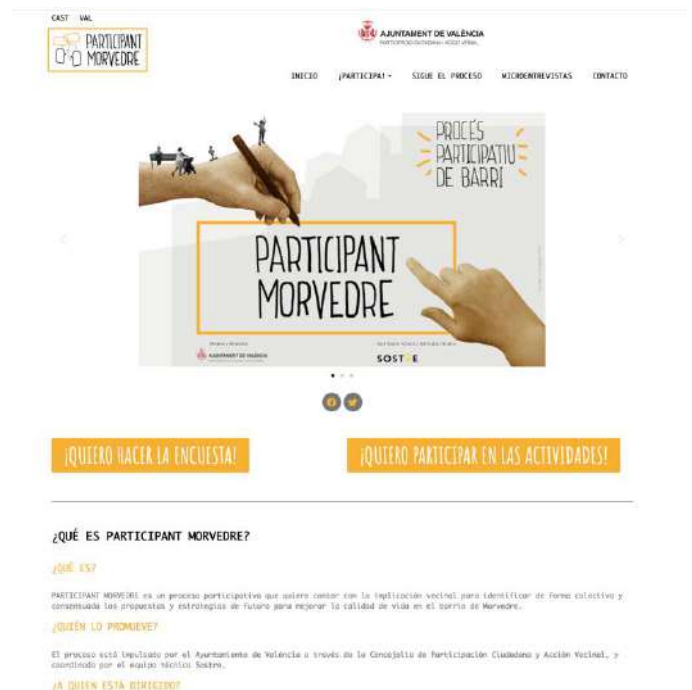 CAST VAL
PARTICIPANT
MORVEDRE
AJUNTAMENT DE VALÈNCIA
INICIO ¡PARTICIPA! SIGUE EL PROCESO MICROENTREVISTAS CONTACTO
PROCÉS
PARTICIPATIU
DE BARRI
PARTICIPANT
MORVEDRE
AJUNTAMENT DE VALÈNCIA
SOSTRE
¡QUIERO HACER LA ENCUESTA! ¡QUIERO PARTICIPAR EN LAS ACTIVIDADES!
¿QUÉ ES PARTICIPANT MORVEDRE?
¿QUÉ ES?
PARTICIPANT MORVEDRE es un proceso participativo que quiere contar con la implicación vecinal para identificar de forma colectiva y
consensuada las propuestas y estrategias de futuro para mejorar la calidad de vida en el barrio de Morvedre.
¿QUIÉN LO PROMUEVE?
El proceso está impulsado por el Ayuntamiento de València a través de la Concejalía de Participación Ciudadana y Acción Vecinal, y
coordinado por el equipo técnico Sostre.
¿A QUIEN ESTÁ DIRIGIDO?